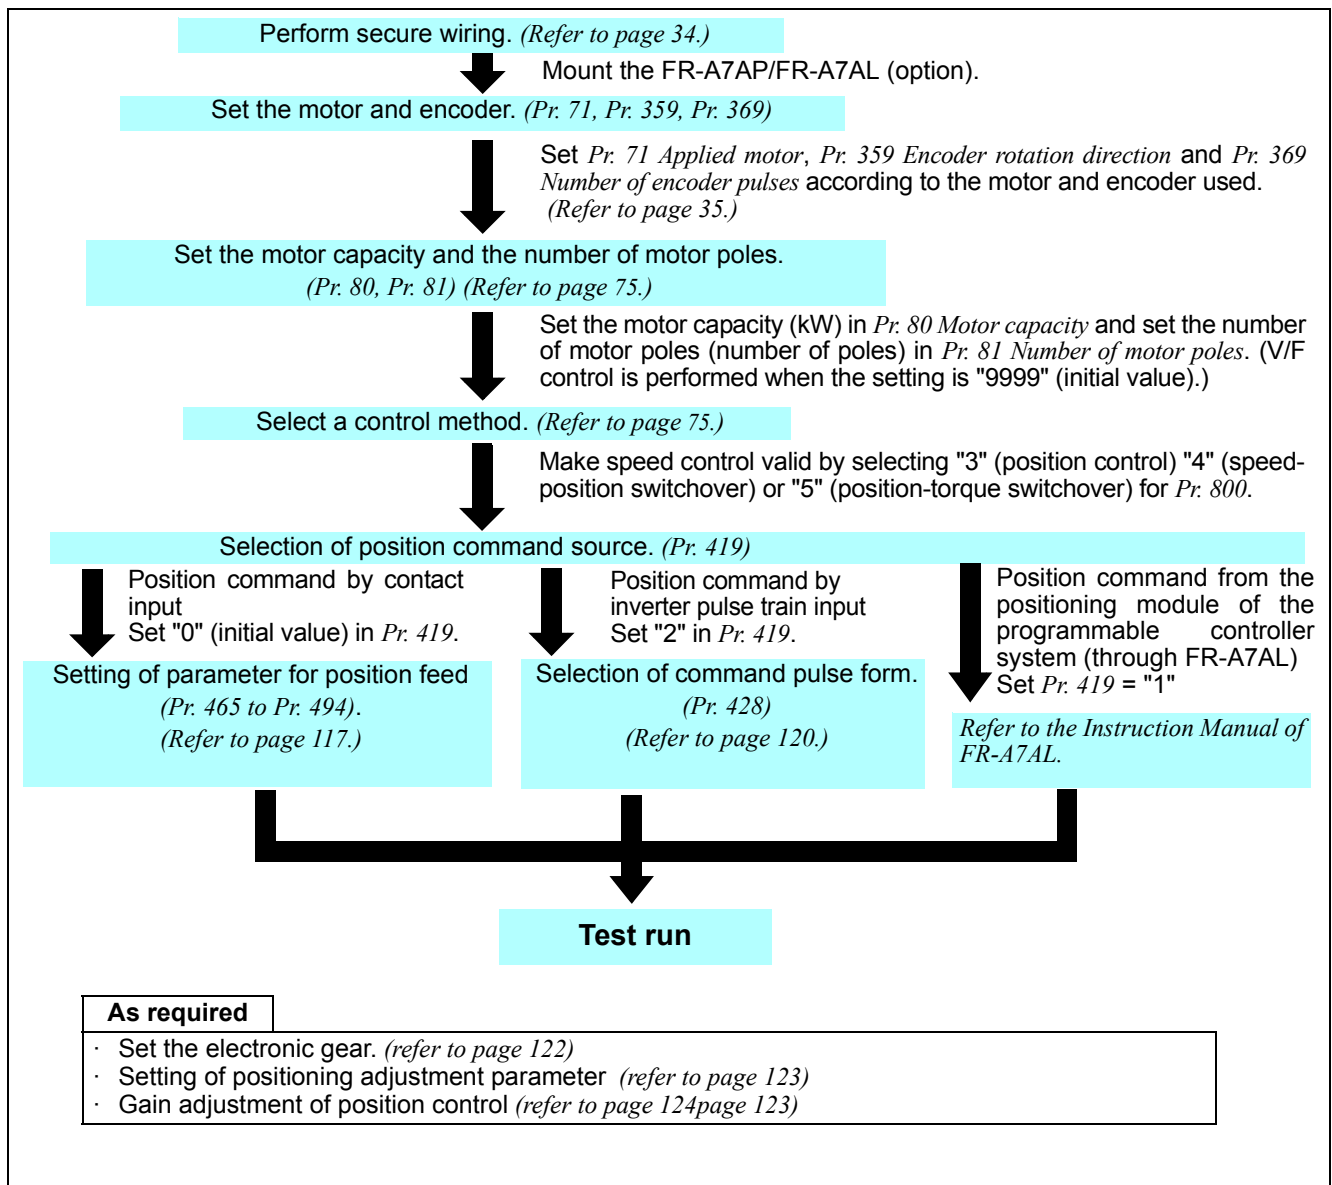 Perform secure wiring. (Refer to page 34.)
Mount the FR-A7AP/FR-A7AL (option).
Set the motor and encoder. (Pr. 71, Pr. 359, Pr. 369)
Set Pr. 71 Applied motor, Pr. 359 Encoder rotation direction and Pr. 369
Number of encoder pulses according to the motor and encoder used.
(Refer to page 35.)
Set the motor capacity and the number of motor poles.
(Pr. 80, Pr. 81) (Refer to page 75.)
Set the motor capacity (kW) in Pr. 80 Motor capacity and set the number
of motor poles (number of poles) in Pr. 81 Number of motor poles. (V/F
control is performed when the setting is "9999" (initial value).)
Select a control method. (Refer to page 75.)
Make speed control valid by selecting "3" (position control) "4" (speed-
position switchover) or "5" (position-torque switchover) for Pr. 800.
Selection of position command source. (Pr. 419)
Position command by contact
input
Set "0" (initial value) in Pr. 419.
Setting of parameter for position feed
(Pr. 465 to Pr. 494).
(Refer to page 117.)
Position command by
inverter pulse train input
Set "2" in Pr. 419.
Selection of command pulse form.
(Pr. 428)
(Refer to page 120.)
Position command from the
positioning module of the
programmable controller
system (through FR-A7AL)
Set Pr. 419 = "1"
Refer to the Instruction Manual of
FR-A7AL.
Test run
As required
· Set the electronic gear. (refer to page 122)
· Setting of positioning adjustment parameter (refer to page 123)
· Gain adjustment of position control (refer to page 124page 123)